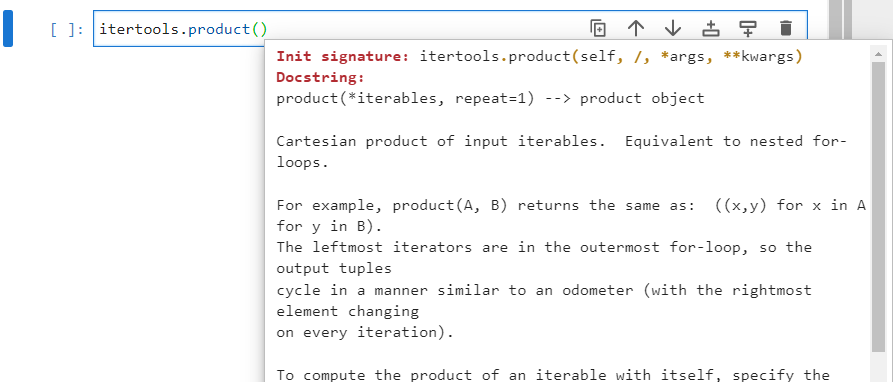 [ ]: itertools.product()
Init signature: itertools.product(self, /, *args, **kwargs)
Docstring:
product(*iterables, repeat=1) --> product object
Cartesian product of input iterables.  Equivalent to nested for-
loops.
For example, product(A, B) returns the same as:  ((x,y) for x in A
for y in B).
The leftmost iterators are in the outermost for-loop, so the
output tuples
cycle in a manner similar to an odometer (with the rightmost
element changing
on every iteration).
To compute the product of an iterable with itself, specify the